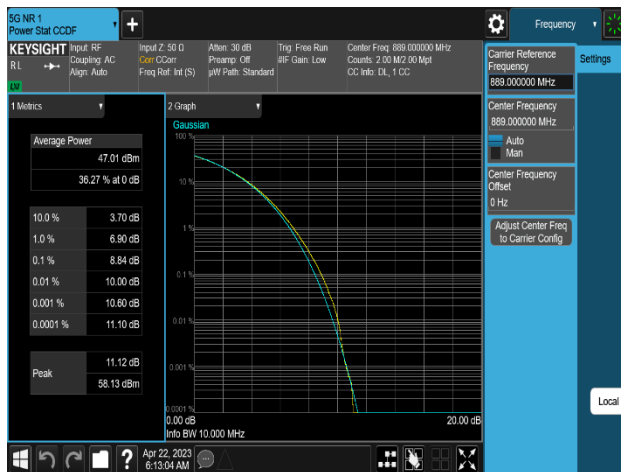 5G NR 1
Power Stat CCDF
Frequency
KEYSIGHT
Input: RF
Input Z: 50 Ω
Atten: 30 dB
Trig: Free Run
Center Freq: 889.000000 MHz
RL
Coupling: AC
Corr CCorr
Preamp: Off
#IF Gain: Low
Counts: 2.00 M/2.00 Mpt
Align: Auto
Freq Ref: Int (S)
µW Path: Standard
CC Info: DL, 1 CC
LVI
1 Metrics
2 Graph
Gaussian
Average Power
47.01 dBm
36.27 % at 0 dB
10.0 % 3.70 dB
1.0 % 6.90 dB
0.1 % 8.84 dB
0.01 % 10.00 dB
0.001 % 10.60 dB
0.0001 % 11.10 dB
Peak
11.12 dB
58.13 dBm
100 %
10 %
1 %
0.1 %
0.01 %
0.001 %
0.0001 %
0.00 dB
20.00 dB
Info BW 10.000 MHz
Carrier Reference
Frequency
889.000000 MHz
Settings
Center Frequency
889.000000 MHz
Auto
Man
Center Frequency
Offset
0 Hz
Adjust Center Freq
to Carrier Config
Local
?
Apr 22, 2023
6:13:04 AM